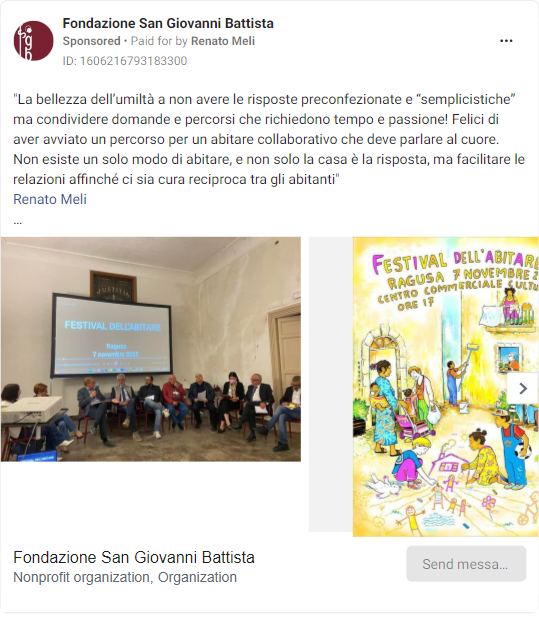 Fondazione San Giovanni Battista
Sponsored • Paid for by Renato Meli
ID: 1606216793183300
"La bellezza dell’umiltà a non avere le risposte preconfezionate e “semplicistiche”
ma condividere domande e percorsi che richiedono tempo e passione! Felici di
aver avviato un percorso per un abitare collaborativo che deve parlare al cuore.
Non esiste un solo modo di abitare, e non solo la casa è la risposta, ma facilitare le
relazioni affinché ci sia cura reciproca tra gli abitanti"
Renato Meli
...
FESTIVAL DELL'ABITARE
Ragusa
FESTIVAL DELL'ABITARE
RAGUSA 7 NOVEMBRE 2
CENTRO COMMERCIALE CULTU
ORE 17
Fondazione San Giovanni Battista
Nonprofit organization, Organization
Send messa...